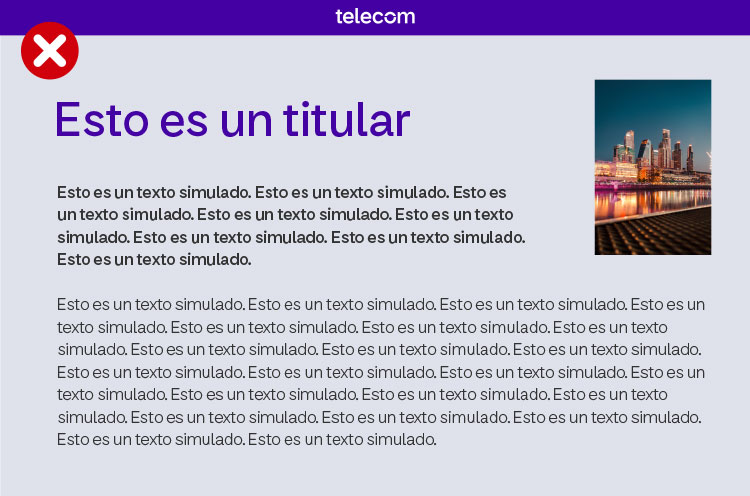 telecom
Esto es un titular
Esto es un texto simulado. Esto es un texto simulado. Esto es
un texto simulado. Esto es un texto simulado. Esto es un texto
simulado. Esto es un texto simulado. Esto es un texto simulado.
Esto es un texto simulado.
Esto es un texto simulado. Esto es un texto simulado. Esto es un texto simulado. Esto es un
texto simulado. Esto es un texto simulado. Esto es un texto simulado. Esto es un texto
simulado. Esto es un texto simulado. Esto es un texto simulado. Esto es un texto simulado.
Esto es un texto simulado. Esto es un texto simulado. Esto es un texto simulado. Esto es un
texto simulado. Esto es un texto simulado. Esto es un texto simulado. Esto es un texto
simulado. Esto es un texto simulado. Esto es un texto simulado. Esto es un texto simulado.
Esto es un texto simulado. Esto es un texto simulado.